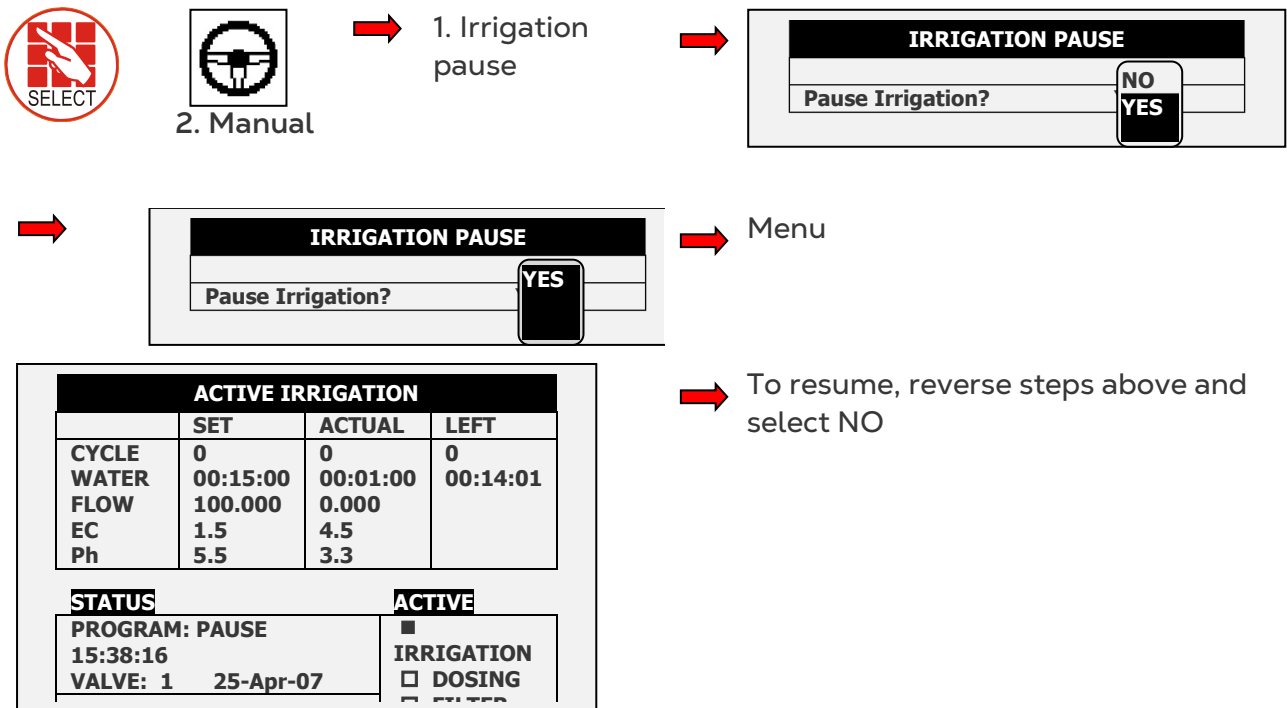 SELECT
2. Manual
1. Irrigation
pause
IRRIGATION PAUSE
Pause Irrigation?
NO
YES
IRRIGATION PAUSE
Pause Irrigation?
YES
Menu
ACTIVE IRRIGATION
SET ACTUAL LEFT
CYCLE 0 0 0
WATER 00:15:00 00:01:00 00:14:01
FLOW 100.000 0.000
EC 1.5 4.5
Ph 5.5 3.3
STATUS
PROGRAM: PAUSE
15:38:16
VALVE: 1 25-Apr-07
ACTIVE
■
IRRIGATION
□ DOSING
□ FILTER
To resume, reverse steps above and
select NO